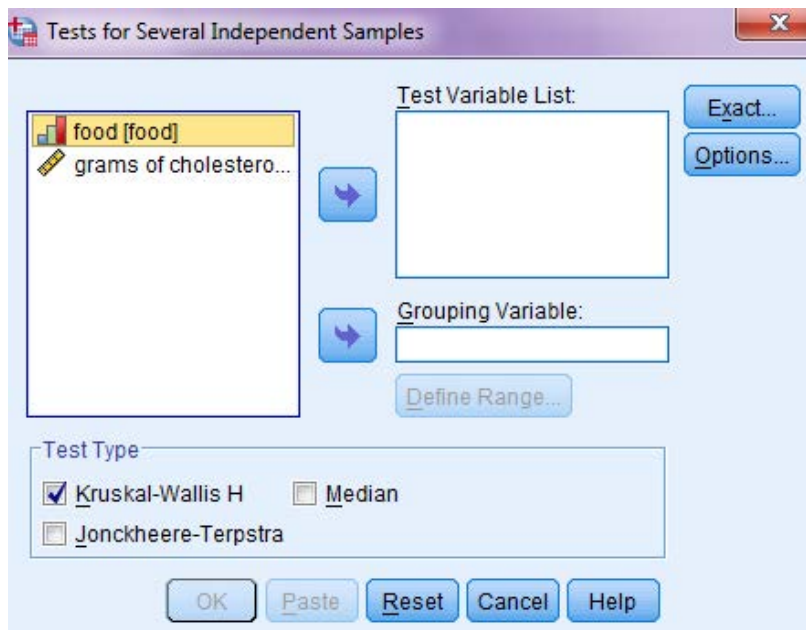 Tests for Several Independent Samples
Test Variable List:
Exact...
food [food]
grams of cholestero...
Options...
Grouping Variable:
Define Range...
Test Type
Kruskal-Wallis H
Median
Jonckheere-Terpstra
OK
Paste
Reset
Cancel
Help